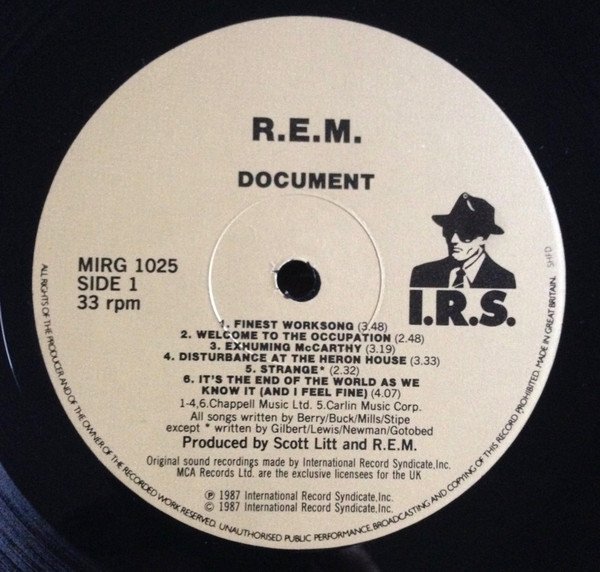 R.E.M.
DOCUMENT
MIRG 1025
SIDE 1
33 rpm
I.R.S.
SHFD
1. FINEST WORKSONG (3.48)
2. WELCOME TO THE OCCUPATION (2.48)
3. EXHUMING McCARTHY (3.19)
4. DISTURBANCE AT THE HERON HOUSE (3.33)
5. STRANGE* (2.32)
6. IT'S THE END OF THE WORLD AS WE
KNOW IT (AND I FEEL FINE) (4.07)
1-4,6.Chappell Music Ltd. 5.Carlin Music Corp.
All songs written by Berry/Buck/Mills/Stipe
except * written by Gilbert/Lewis/Newman/Gotobed
Produced by Scott Litt and R.E.M.
Original sound recordings made by International Record Syndicate,Inc.
MCA Records Ltd. are the exclusive licensees for the UK
℗ 1987 International Record Syndicate,Inc.
© 1987 International Record Syndicate,Inc.
ALL RIGHTS OF THE PRODUCER AND OF THE OWNER OF THE RECORDED WORK RESERVED. UNAUTHORISED PUBLIC PERFORMANCE, BROADCASTING AND COPYING OF THIS RECORD PROHIBITED. MADE IN GREAT BRITAIN.